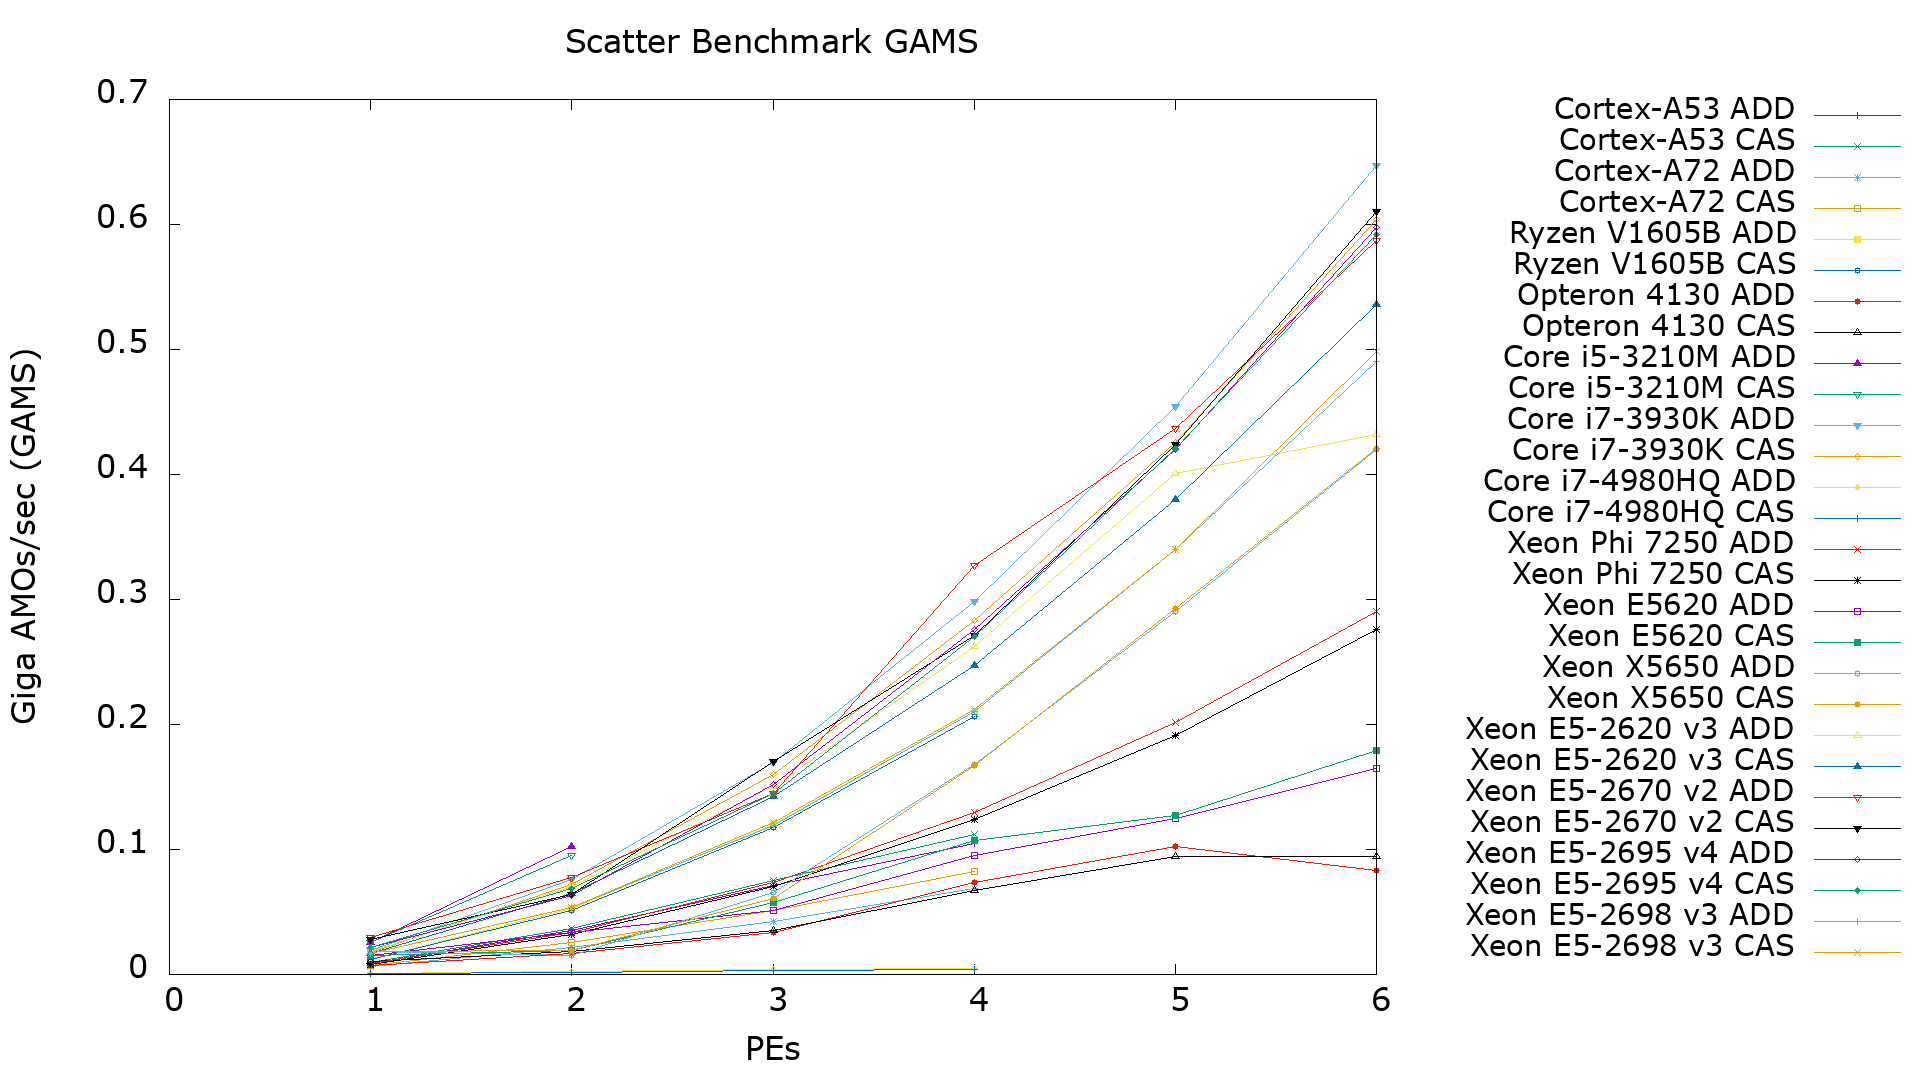 Scatter Benchmark GAMS
Giga AMOs/sec (GAMS)
0.7
0.6
0.5
0.4
0.3
0.2
0.1
0
0 1 2 3 4 5 6
PEs
Cortex-A53 ADD
Cortex-A53 CAS
Cortex-A72 ADD
Cortex-A72 CAS
Ryzen V1605B ADD
Ryzen V1605B CAS
Opteron 4130 ADD
Opteron 4130 CAS
Core i5-3210M ADD
Core i5-3210M CAS
Core i7-3930K ADD
Core i7-3930K CAS
Core i7-4980HQ ADD
Core i7-4980HQ CAS
Xeon Phi 7250 ADD
Xeon Phi 7250 CAS
Xeon E5620 ADD
Xeon E5620 CAS
Xeon X5650 ADD
Xeon X5650 CAS
Xeon E5-2620 v3 ADD
Xeon E5-2620 v3 CAS
Xeon E5-2670 v2 ADD
Xeon E5-2670 v2 CAS
Xeon E5-2695 v4 ADD
Xeon E5-2695 v4 CAS
Xeon E5-2698 v3 ADD
Xeon E5-2698 v3 CAS